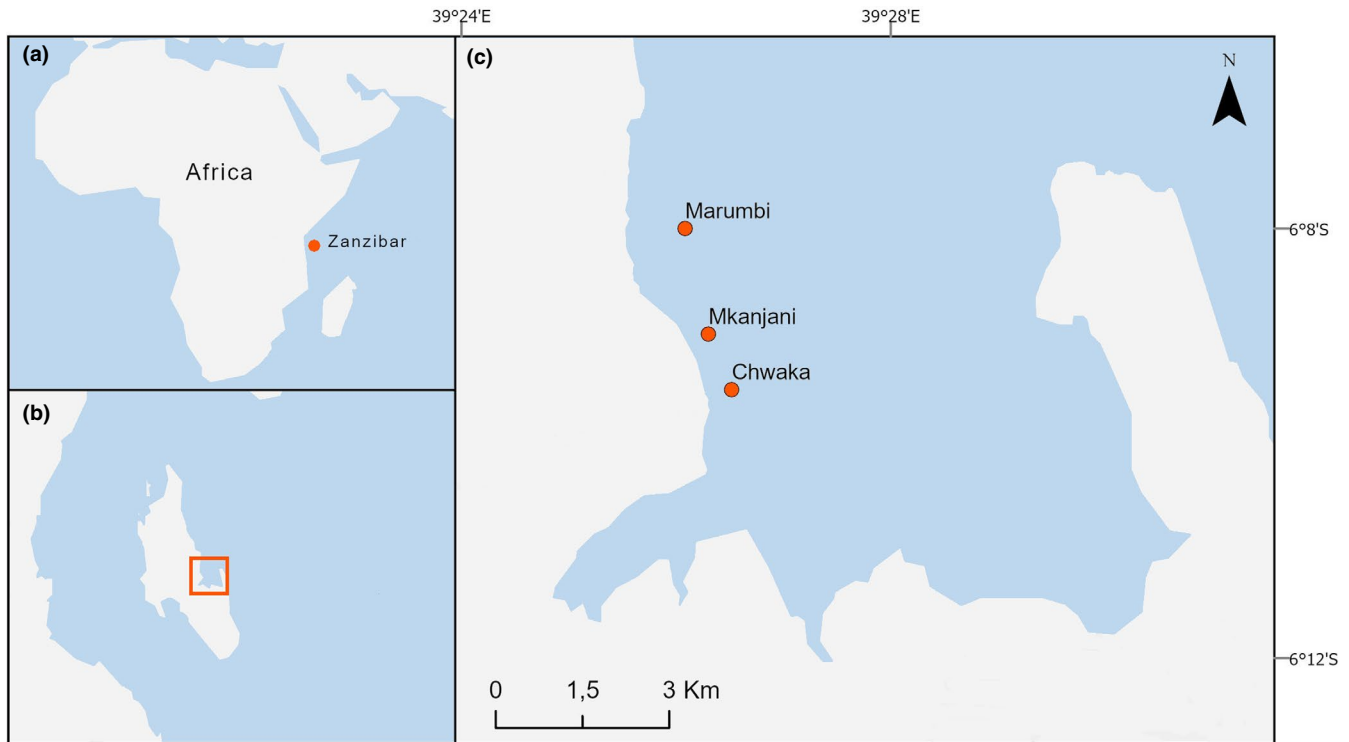 39°24'E
39°28'E
(a)
Africa
Zanzibar
(b)
(c)
N
Marumbi
6°8'S
Mkanjani
Chwaka
6°12'S
0 1,5 3 Km